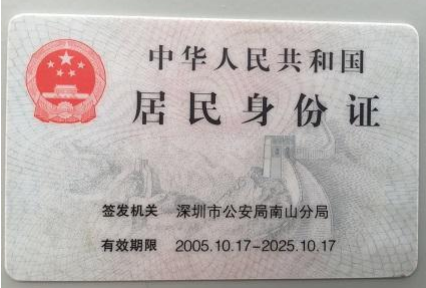 中华人民共和国
居民身份证
签发机关 深圳市公安局南山分局
有效期限 2005.10.17-2025.10.17